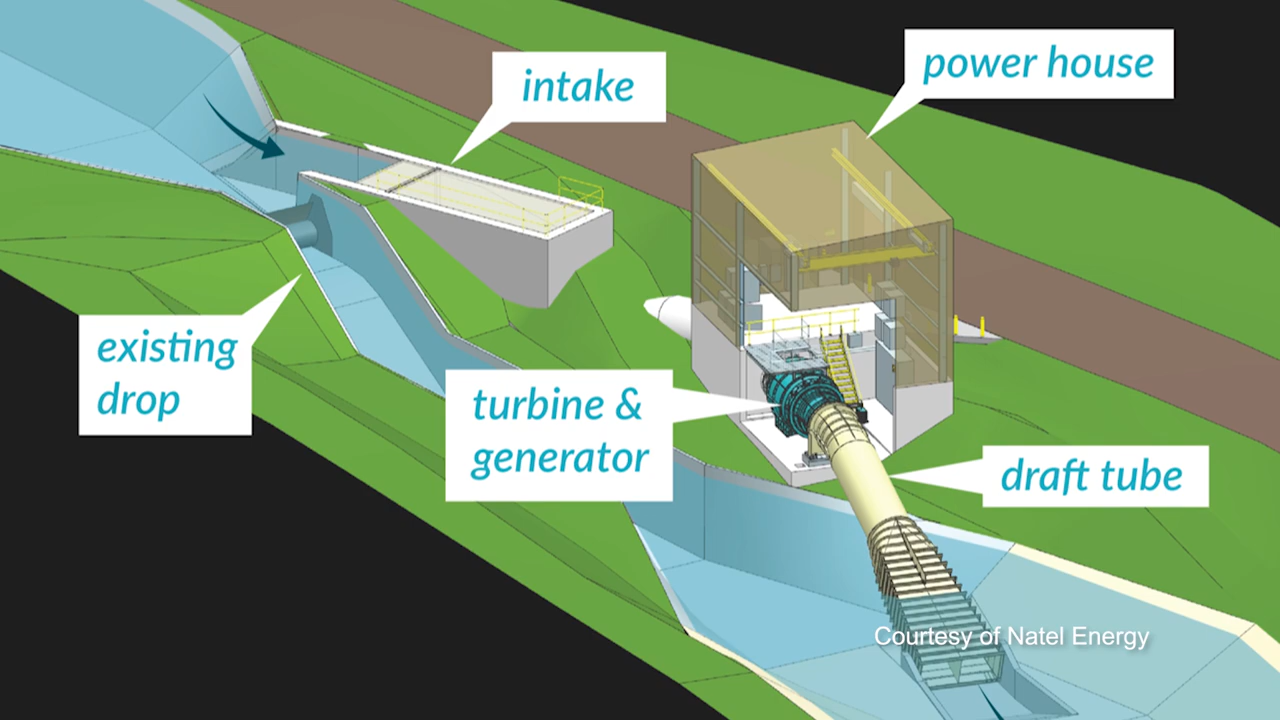 intake
power house
existing
drop
turbine &
generator
draft tube
Courtesy of Natel Energy